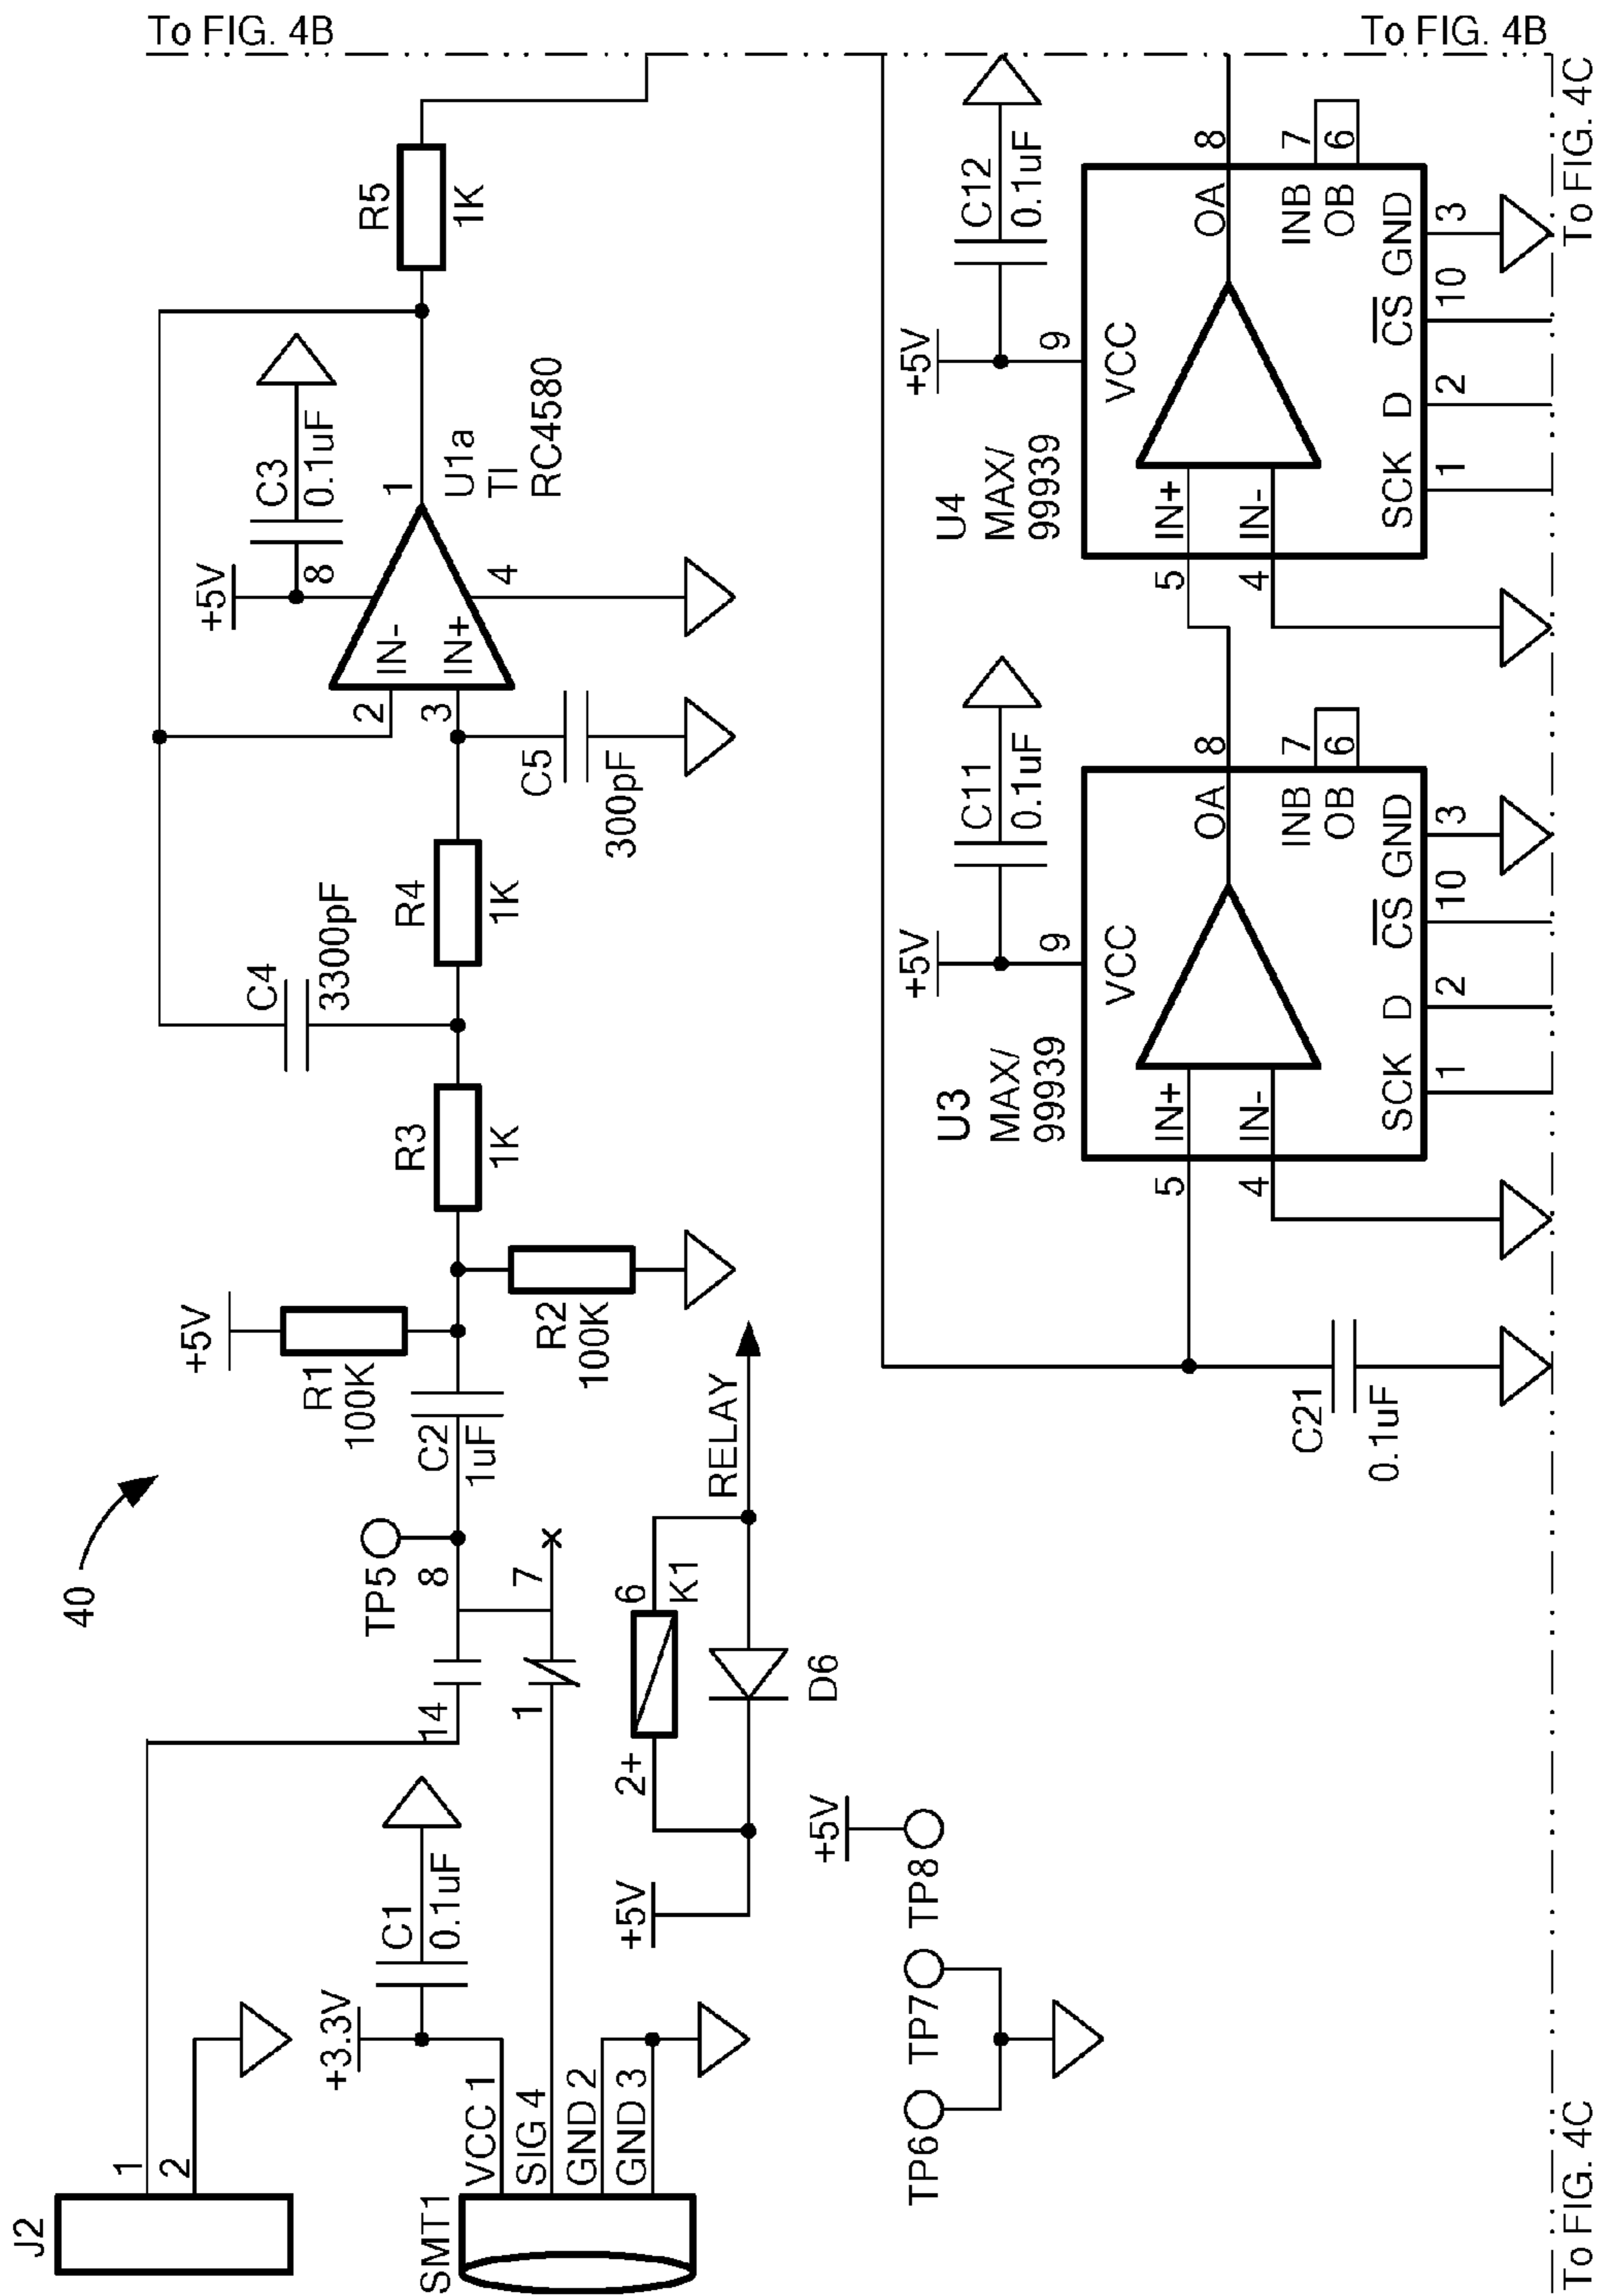 To FIG. 4B
To FIG. 4B
40
J2
1
2
SMT1
VCC 1
SIG 4
GND 2
GND 3
+3.3V
C1
0.1uF
14
8
TP5
1
7
C2
1uF
+5V
R1
100K
R2
100K
R3
1K
C4
3300pF
R4
1K
C5
300pF
2
3
IN-
IN+
+5V
8
C3
0.1uF
4
1
U1a
TI
RC4580
R5
1K
+5V
2+
6
K1
D6
RELAY
TP6
TP7
TP8
+5V
C21
0.1uF
U3
MAX/
99939
+5V
C11
0.1uF
9
VCC
5
IN+
4
IN-
OA
8
INB
7
OB
6
SCK
D
CS
GND
1
2
10
3
U4
MAX/
99939
+5V
C12
0.1uF
9
VCC
5
IN+
4
IN-
OA
8
INB
7
OB
6
SCK
D
CS
GND
1
2
10
3
To FIG. 4C
To FIG. 4C